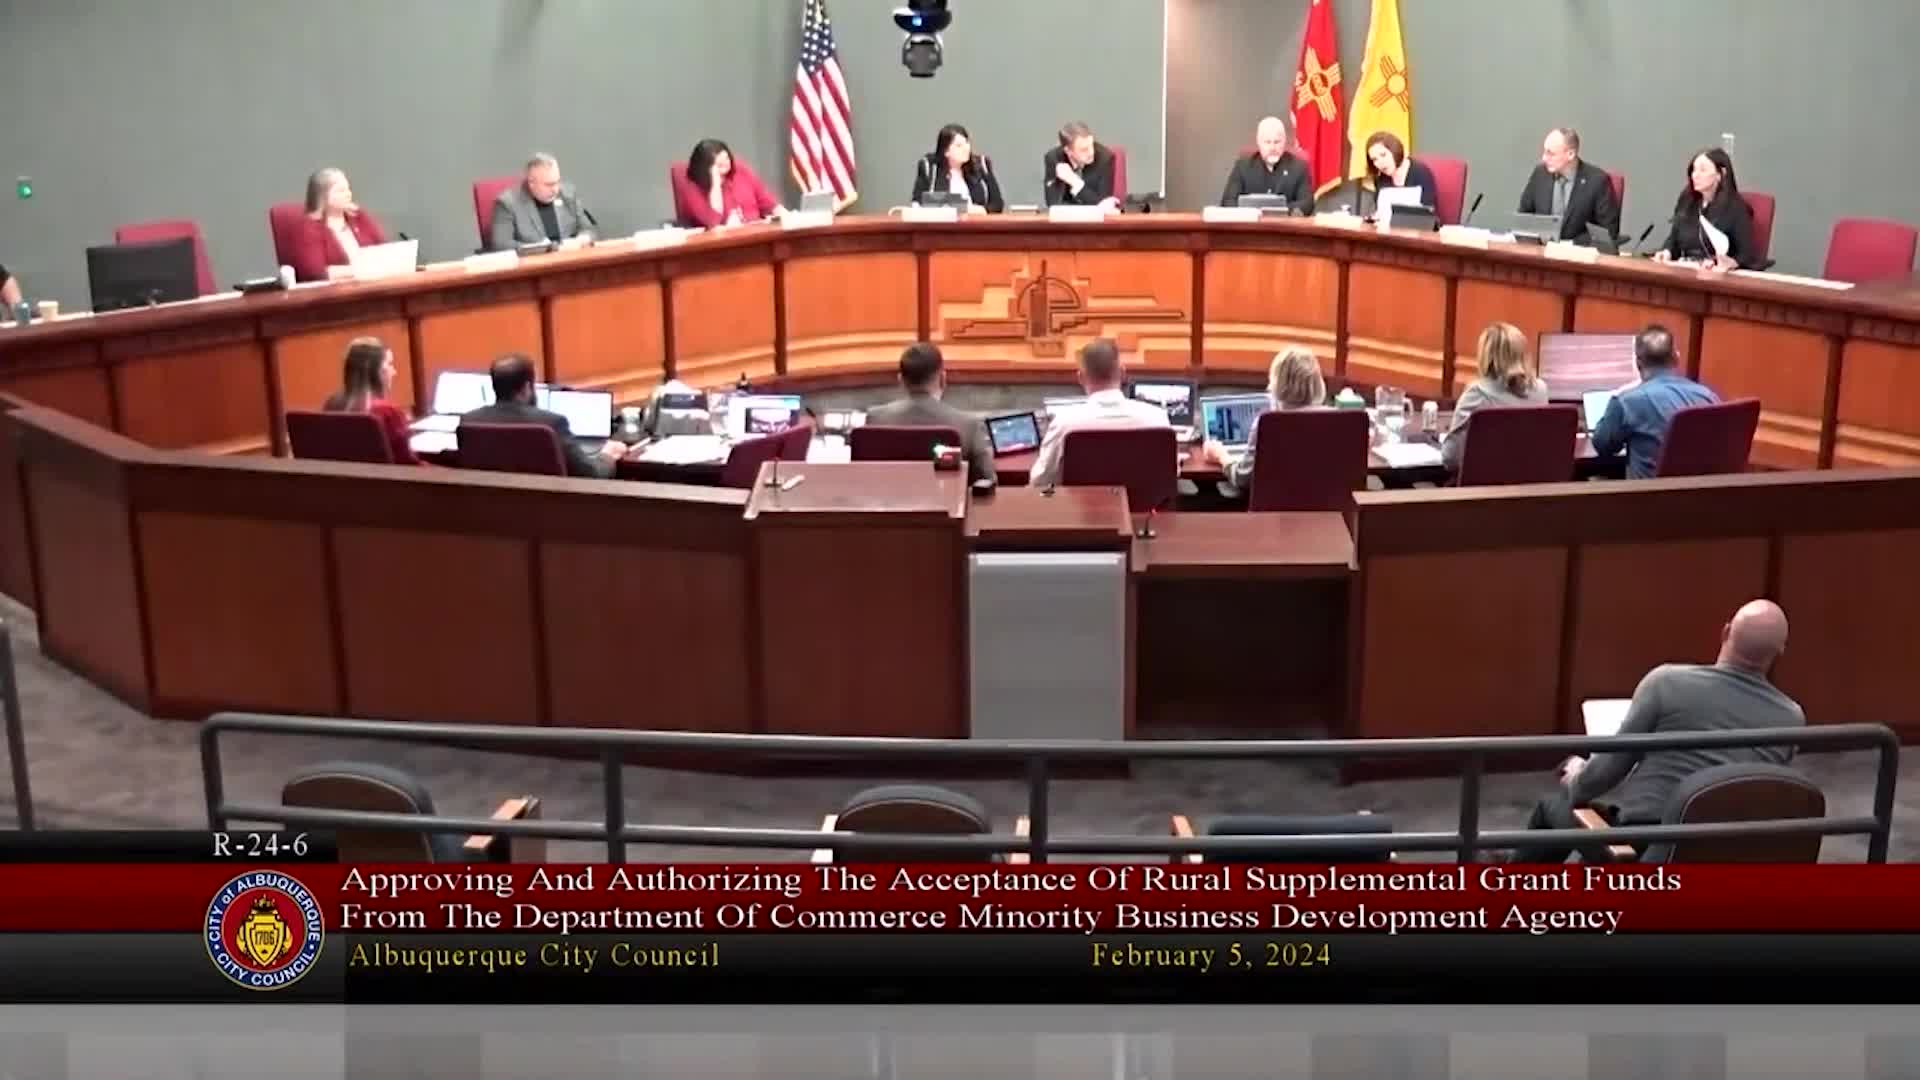 R-24-6
Approving And Authorizing The Acceptance Of Rural Supplemental Grant Funds
From The Department Of Commerce Minority Business Development Agency
Albuquerque City Council
February 5, 2024
CITY of ALBUQUERQUE
1706
CITY COUNCIL